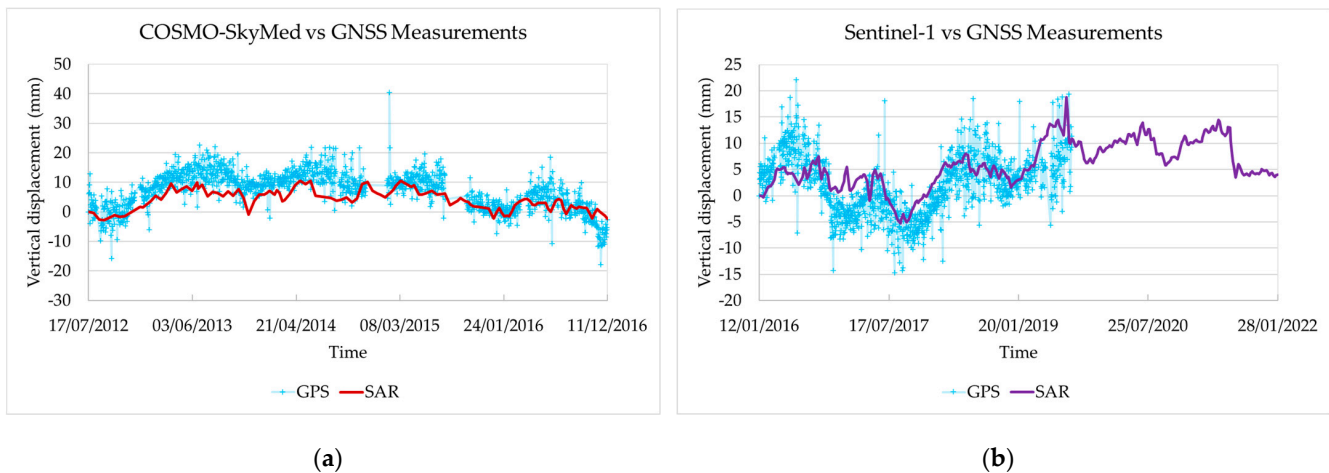 COSMO-SkyMed vs GNSS Measurements
Vertical displacement (mm)
50
40
30
20
10
0
-10
-20
-30
17/07/2012 03/06/2013 21/04/2014 08/03/2015 24/01/2016 11/12/2016
Time
GPS SAR
(a)
Sentinel-1 vs GNSS Measurements
Vertical displacement (mm)
25
20
15
10
5
0
-5
-10
-15
-20
12/01/2016 17/07/2017 20/01/2019 25/07/2020 28/01/2022
Time
GPS SAR
(b)